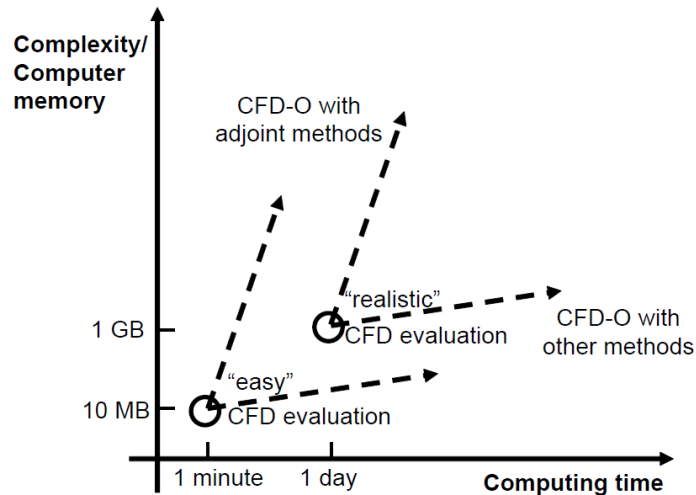 Complexity/
Computer
memory
CFD-O with
adjoint methods
“realistic”
CFD evaluation
CFD-O with
other methods
1 GB
“easy”
CFD evaluation
10 MB
1 minute
1 day
Computing time